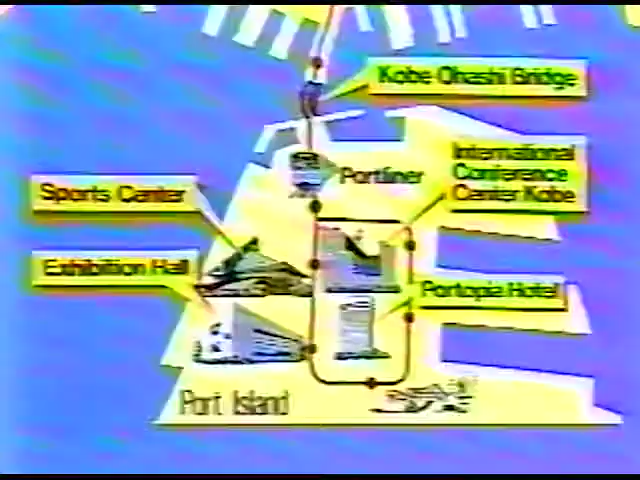 Kobe Ohashi Bridge
International
Conference
Center Kobe
Portliner
Sports Center
Exhibition Hall
Portopia Hotel
Port Island